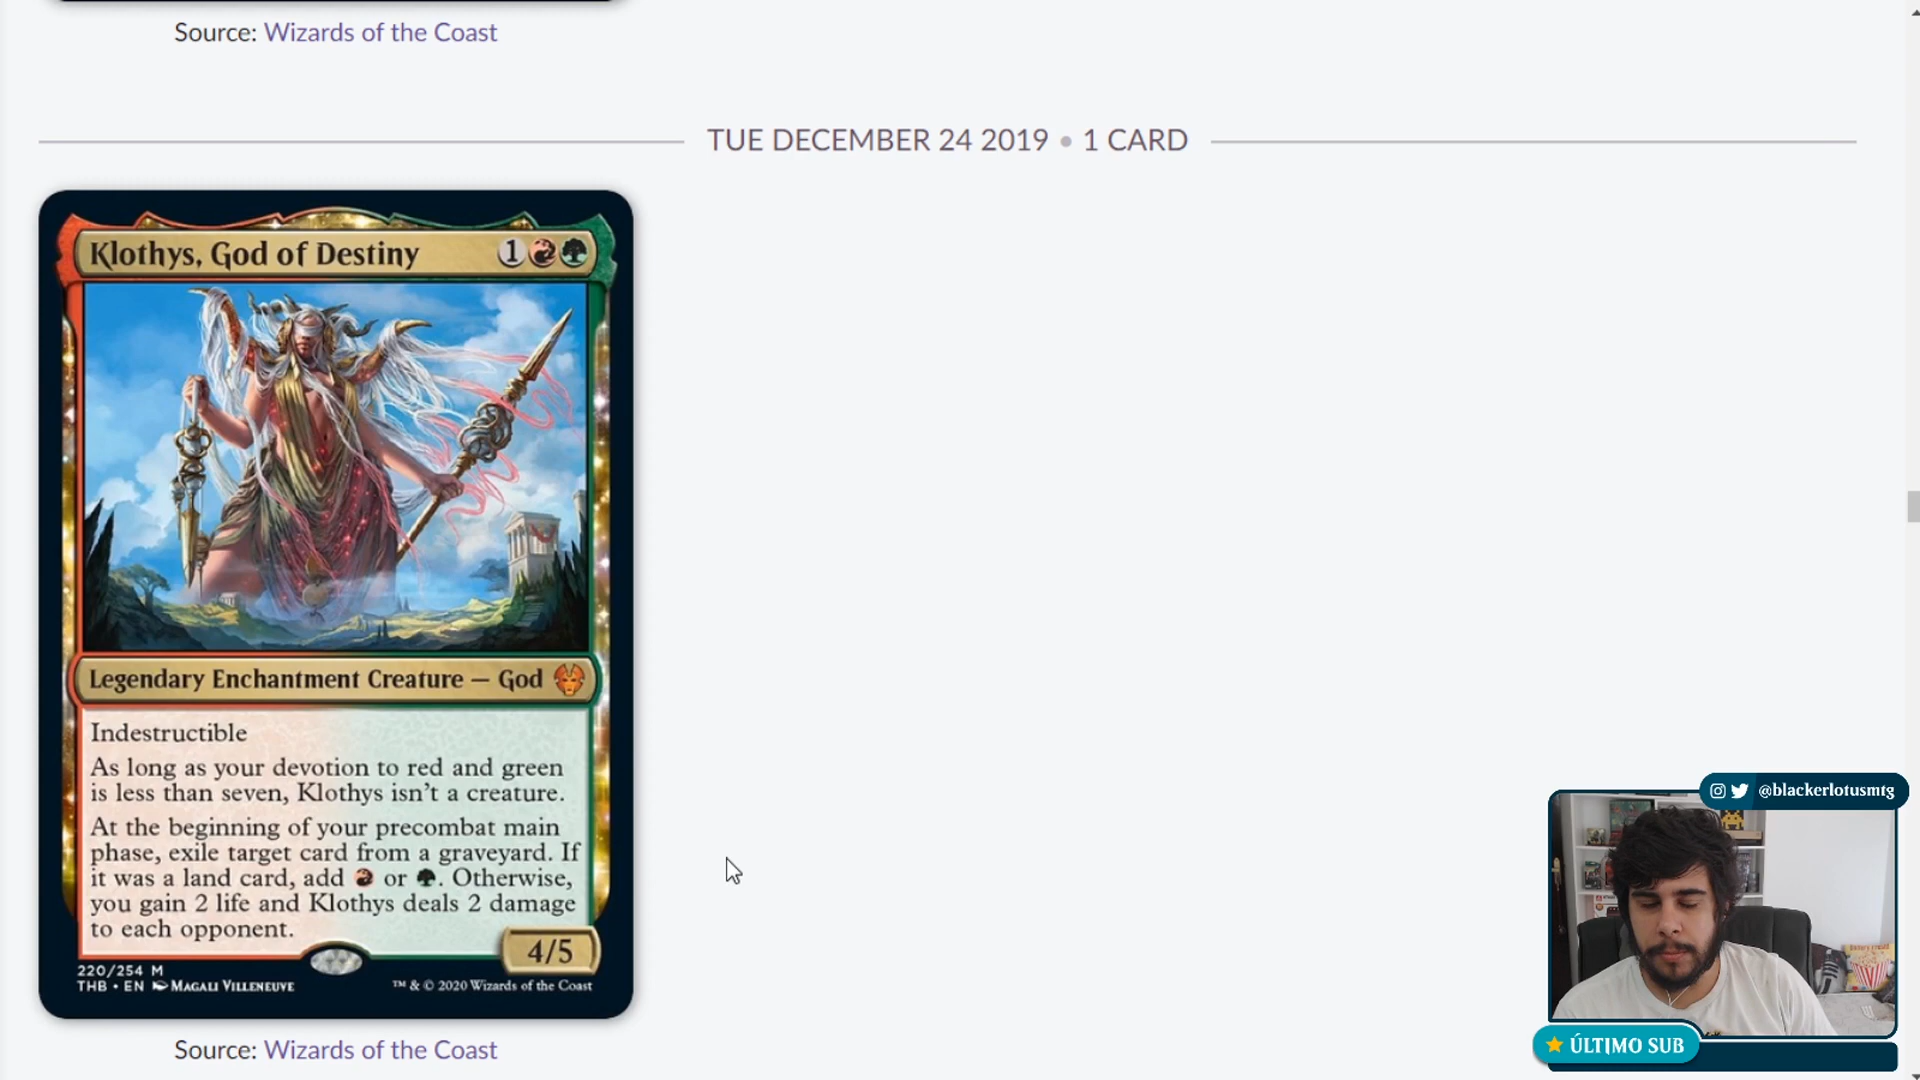 Source: Wizards of the Coast
TUE DECEMBER 24 2019 • 1 CARD
Klothys, God of Destiny 1
Legendary Enchantment Creature — God
Indestructible
As long as your devotion to red and green
is less than seven, Klothys isn't a creature.
At the beginning of your precombat main
phase, exile target card from a graveyard. If
it was a land card, add or . Otherwise,
you gain 2 life and Klothys deals 2 damage
to each opponent.
4/5
220/254 M
THB • EN MAGALI VILLENEUVE
™ & © 2020 Wizards of the Coast
Source: Wizards of the Coast
@blackerlotusmtg
ÚLTIMO SUB